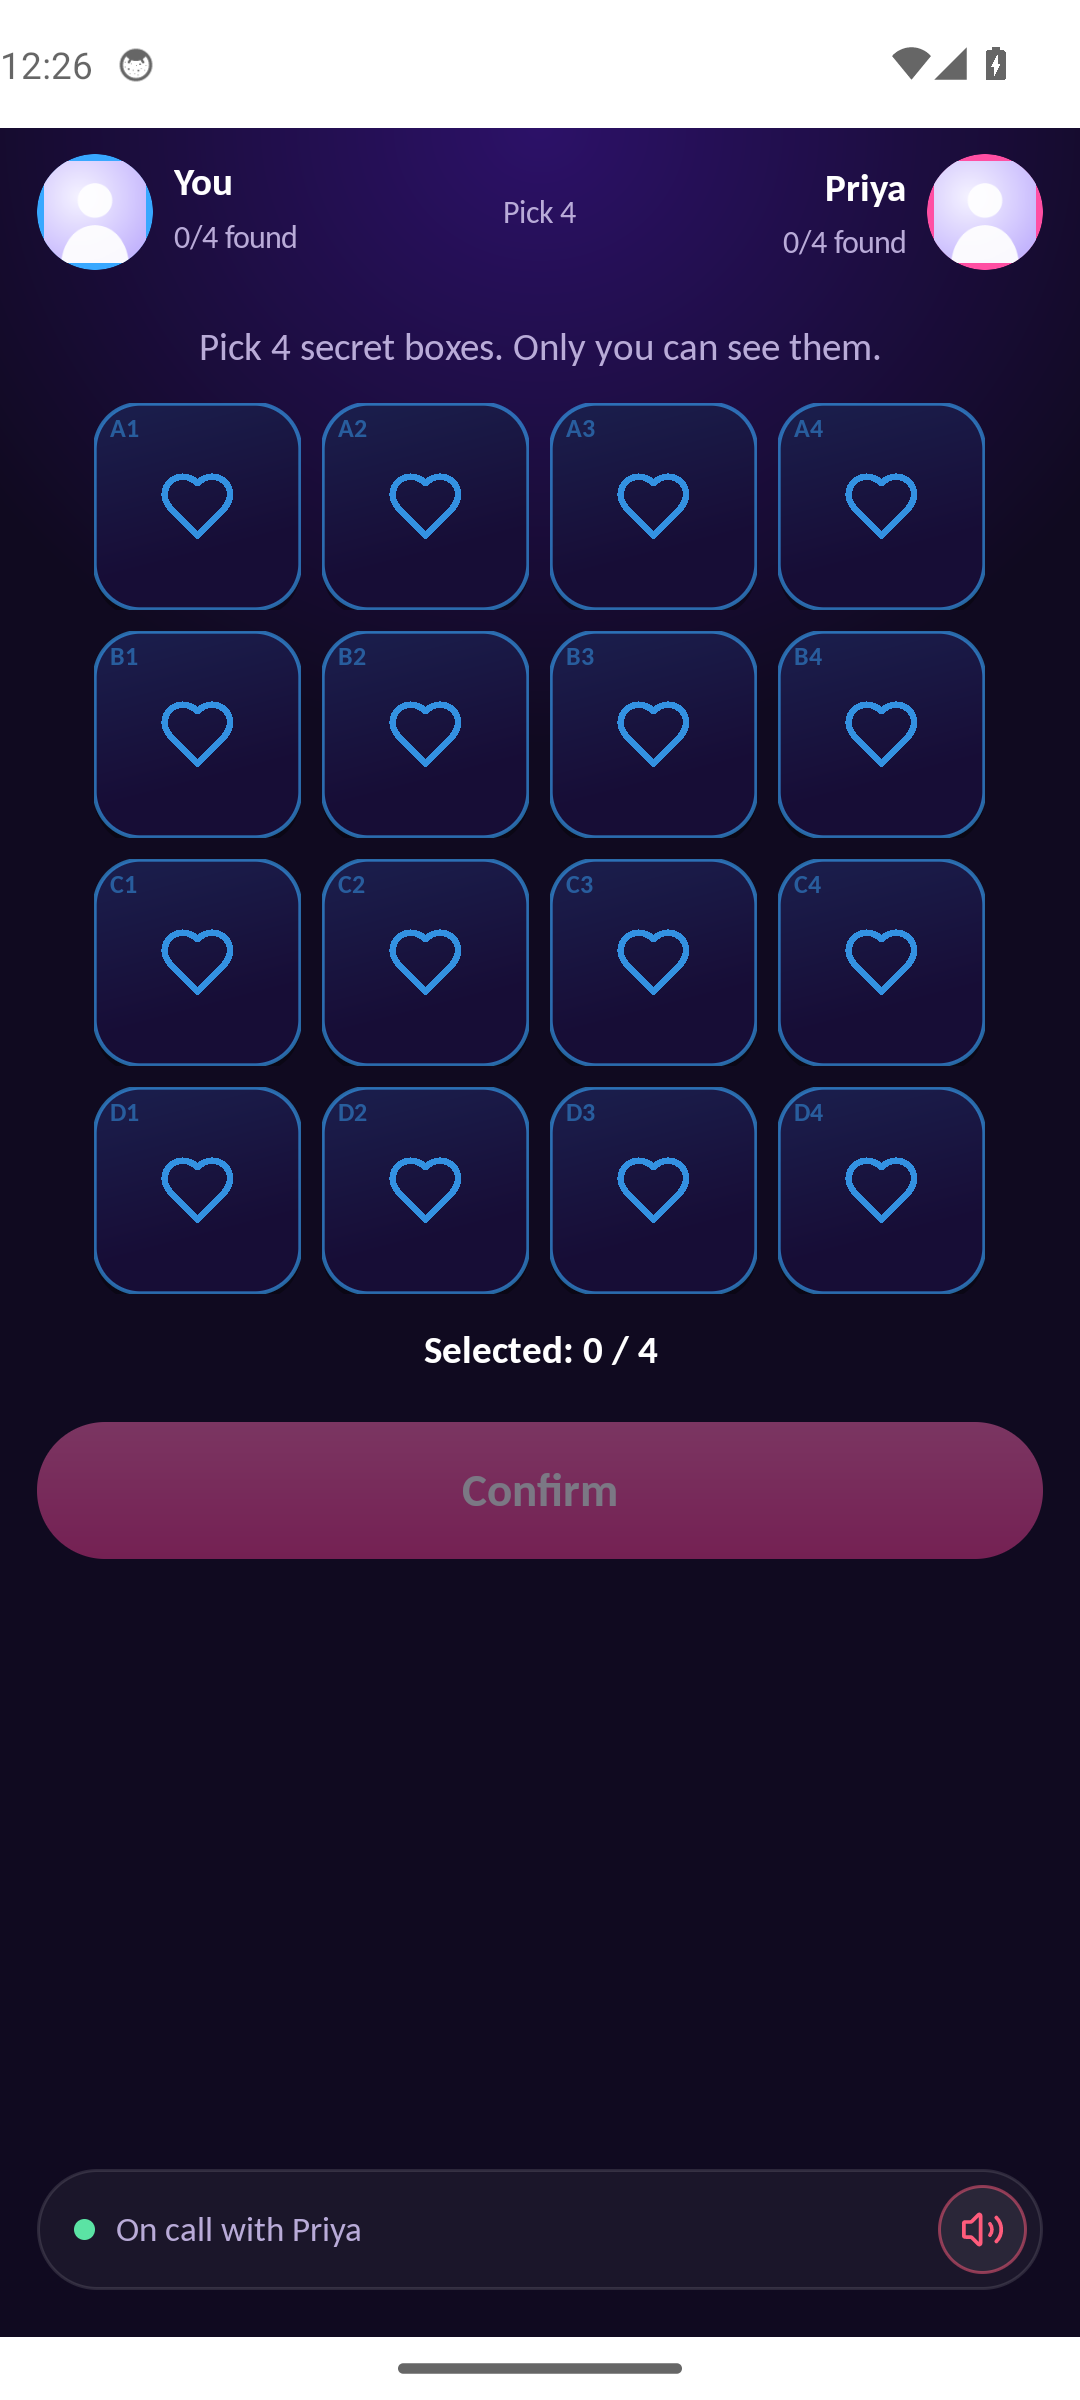 12:26
You
0/4 found
Pick 4
Priya
0/4 found
Pick 4 secret boxes. Only you can see them.
A1 A2 A3 A4
B1 B2 B3 B4
C1 C2 C3 C4
D1 D2 D3 D4
Selected: 0 / 4
Confirm
On call with Priya